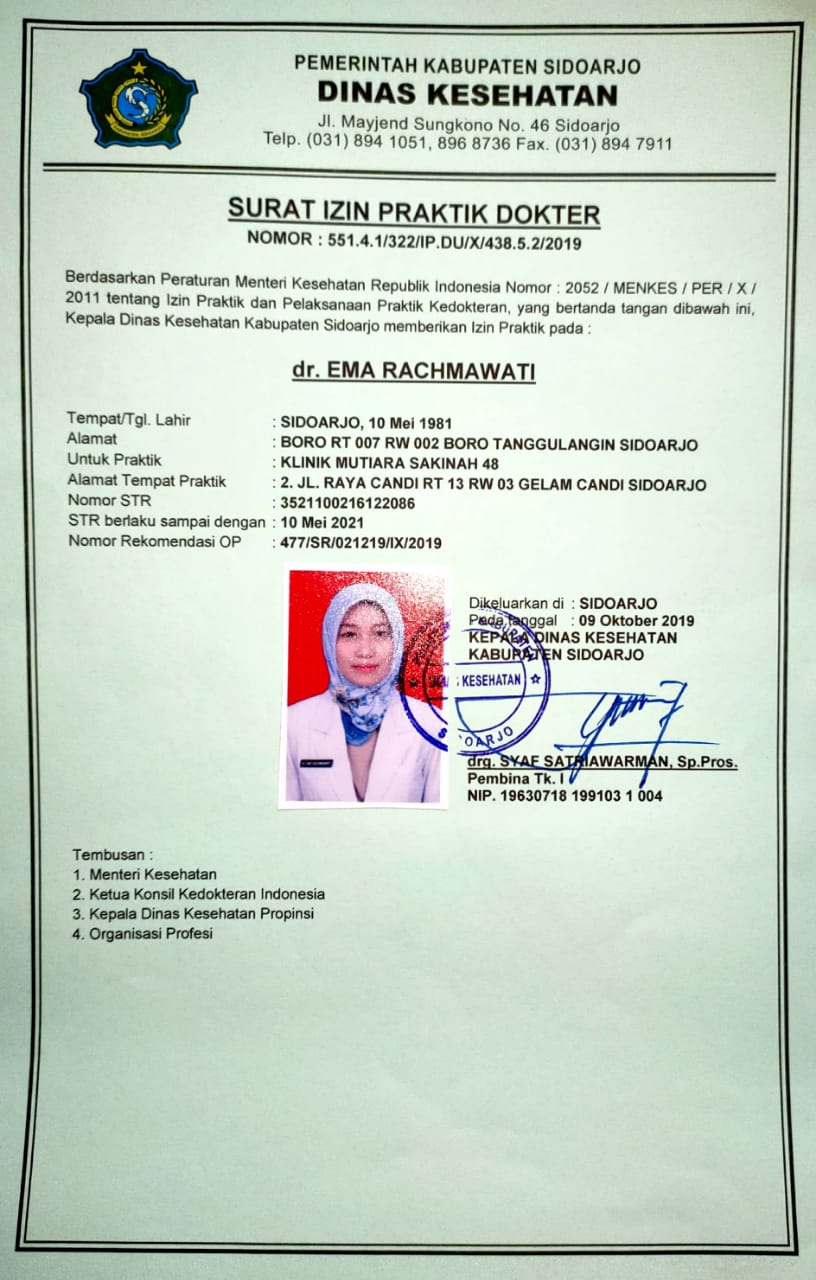 PEMERINTAH KABUPATEN SIDOARJO
DINAS KESEHATAN
Jl. Mayjend Sungkono No. 46 Sidoarjo
Telp. (031) 894 1051, 896 8736 Fax. (031) 894 7911
SURAT IZIN PRAKTIK DOKTER
NOMOR : 551.4.1/322/IP.DU/X/438.5.2/2019
Berdasarkan Peraturan Menteri Kesehatan Republik Indonesia Nomor : 2052 / MENKES / PER / X /
2011 tentang Izin Praktik dan Pelaksanaan Praktik Kedokteran, yang bertanda tangan dibawah ini,
Kepala Dinas Kesehatan Kabupaten Sidoarjo memberikan Izin Praktik pada :
dr. EMA RACHMAWATI
Tempat/Tgl. Lahir : SIDOARJO, 10 Mei 1981
Alamat : BORO RT 007 RW 002 BORO TANGGULANGIN SIDOARJO
Untuk Praktik : KLINIK MUTIARA SAKINAH 48
Alamat Tempat Praktik : 2. JL. RAYA CANDI RT 13 RW 03 GELAM CANDI SIDOARJO
Nomor STR : 3521100216122086
STR berlaku sampai dengan : 10 Mei 2021
Nomor Rekomendasi OP : 477/SR/021219/IX/2019
Dikeluarkan di : SIDOARJO
Pada tanggal : 09 Oktober 2019
KEPALA DINAS KESEHATAN
KABUPATEN SIDOARJO
KESEHATAN
drg. SYAF SATRIAWARMAN, Sp.Pros.
Pembina Tk. I
NIP. 19630718 199103 1 004
Tembusan :
1. Menteri Kesehatan
2. Ketua Konsil Kedokteran Indonesia
3. Kepala Dinas Kesehatan Propinsi
4. Organisasi Profesi